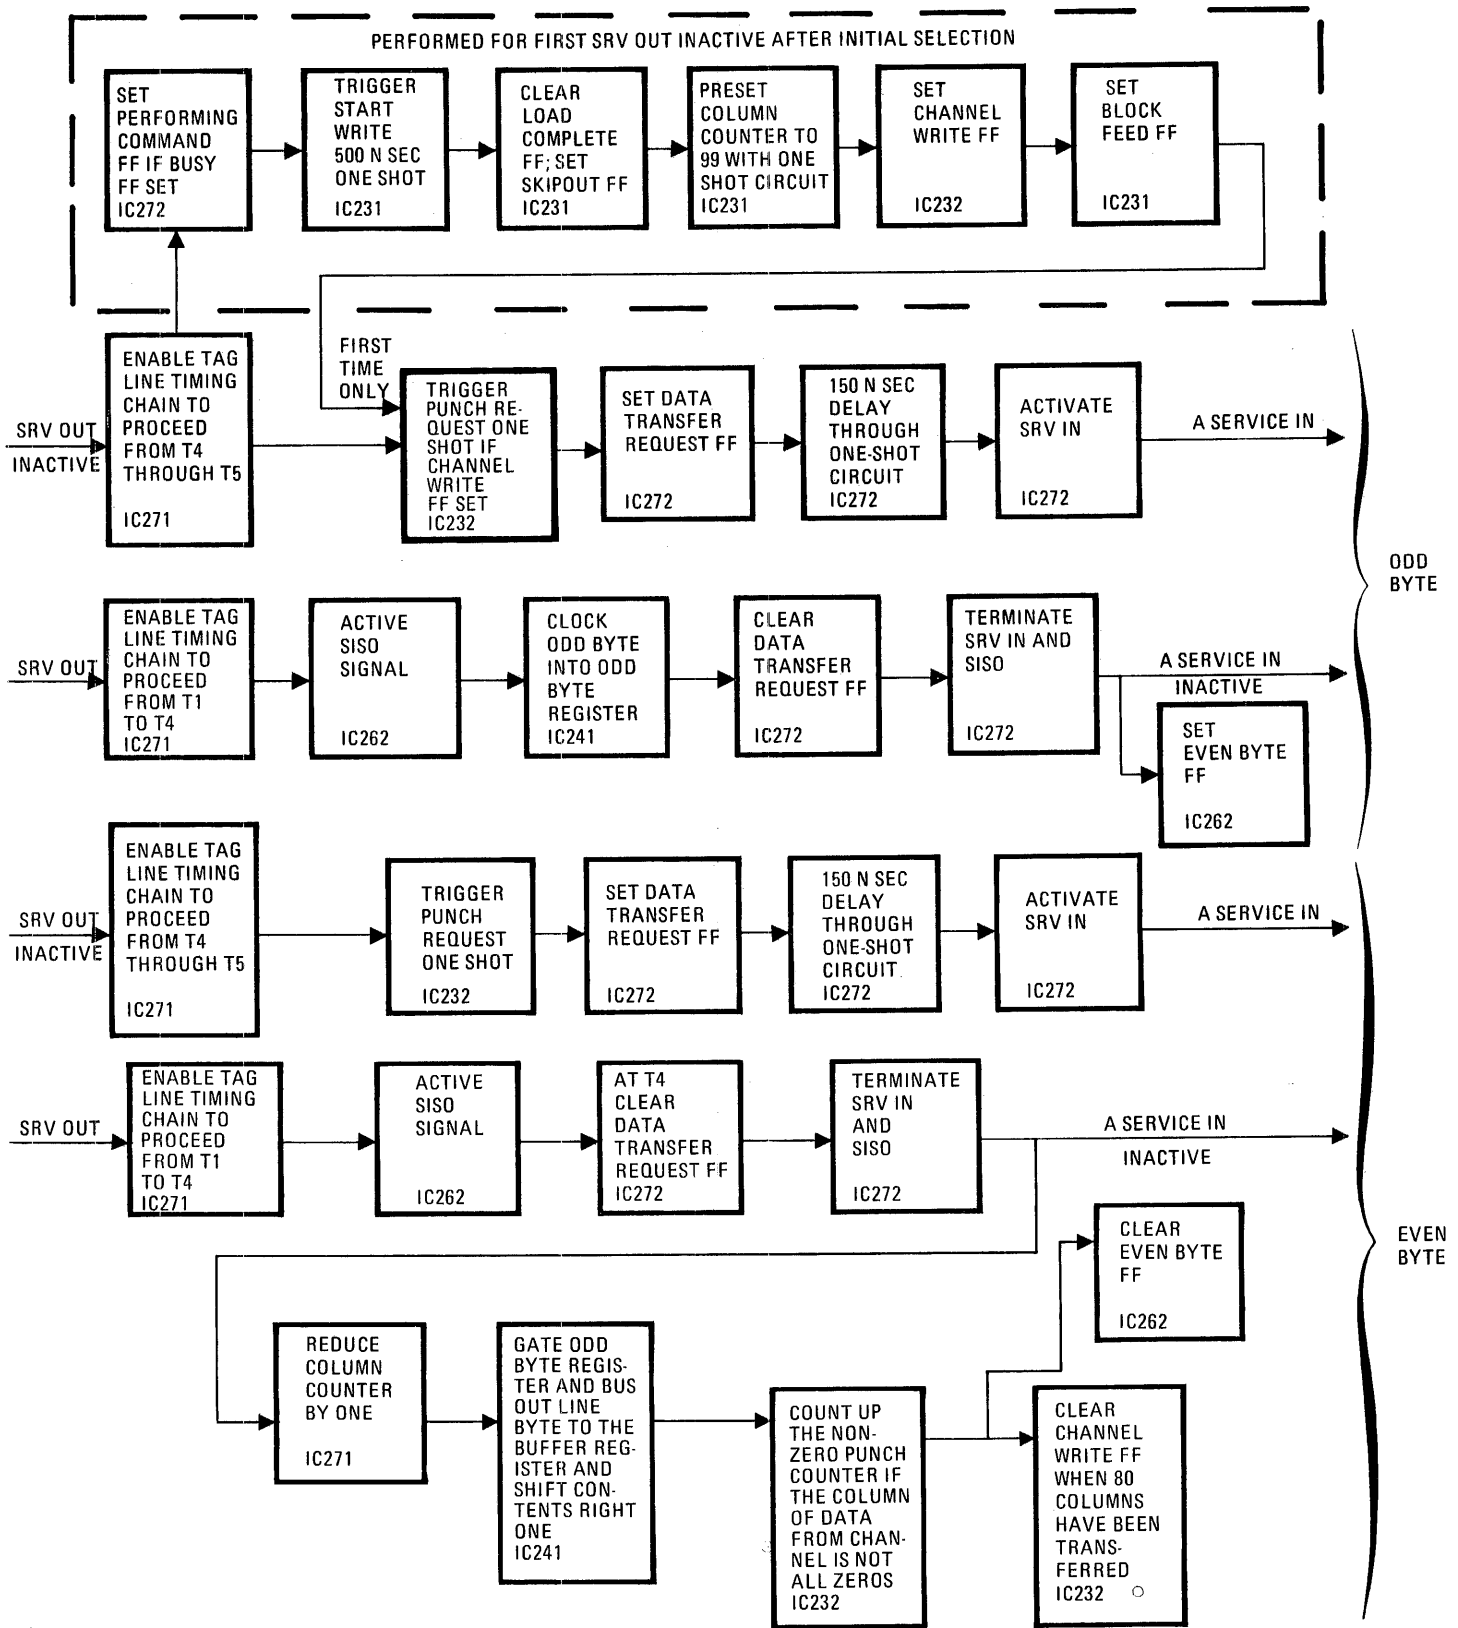 PERFORMED FOR FIRST SRV OUT INACTIVE AFTER INITIAL SELECTION
SET
PERFORMING
COMMAND
FF IF BUSY
FF SET
IC272
TRIGGER
START
WRITE
500 N SEC
ONE SHOT
IC231
CLEAR
LOAD
COMPLETE
FF; SET
SKIPOUT FF
IC231
PRESET
COLUMN
COUNTER TO
99 WITH ONE
SHOT CIRCUIT
IC231
SET
CHANNEL
WRITE FF
IC232
SET
BLOCK
FEED FF
IC231
SRV OUT
INACTIVE
ENABLE TAG
LINE TIMING
CHAIN TO
PROCEED
FROM T4
THROUGH T5
IC271
FIRST
TIME
ONLY
TRIGGER
PUNCH RE-
QUEST ONE
SHOT IF
CHANNEL
WRITE
FF SET
IC232
SET DATA
TRANSFER
REQUEST FF
IC272
150 N SEC
DELAY
THROUGH
ONE-SHOT
CIRCUIT
IC272
ACTIVATE
SRV IN
IC272
A SERVICE IN
ODD
BYTE
SRV OUT
ENABLE TAG
LINE TIMING
CHAIN TO
PROCEED
FROM T1
TO T4
IC271
ACTIVE
SISO
SIGNAL
IC262
CLOCK
ODD BYTE
INTO ODD
BYTE
REGISTER
IC241
CLEAR
DATA
TRANSFER
REQUEST FF
IC272
TERMINATE
SRV IN AND
SISO
IC272
A SERVICE IN
INACTIVE
SET
EVEN BYTE
FF
IC262
SRV OUT
INACTIVE
ENABLE TAG
LINE TIMING
CHAIN TO
PROCEED
FROM T4
THROUGH T5
IC271
TRIGGER
PUNCH
REQUEST
ONE SHOT
IC232
SET DATA
TRANSFER
REQUEST FF
IC272
150 N SEC
DELAY
THROUGH
ONE-SHOT
CIRCUIT
IC272
ACTIVATE
SRV IN
IC272
A SERVICE IN
SRV OUT
ENABLE TAG
LINE TIMING
CHAIN TO
PROCEED
FROM T1
TO T4
IC271
ACTIVE
SISO
SIGNAL
IC262
AT T4
CLEAR
DATA
TRANSFER
REQUEST FF
IC272
TERMINATE
SRV IN
AND
SISO
IC272
A SERVICE IN
INACTIVE
CLEAR
EVEN BYTE
FF
IC262
EVEN
BYTE
REDUCE
COLUMN
COUNTER
BY ONE
IC271
GATE ODD
BYTE REGIS-
TER AND BUS
OUT LINE
BYTE TO THE
BUFFER REG-
ISTER AND
SHIFT CON-
TENTS RIGHT
ONE
IC241
COUNT UP
THE NON-
ZERO PUNCH
COUNTER IF
THE COLUMN
OF DATA
FROM CHAN-
NEL IS NOT
ALL ZEROS
IC232
CLEAR
CHANNEL
WRITE FF
WHEN 80
COLUMNS
HAVE BEEN
TRANS-
FERRED
IC232